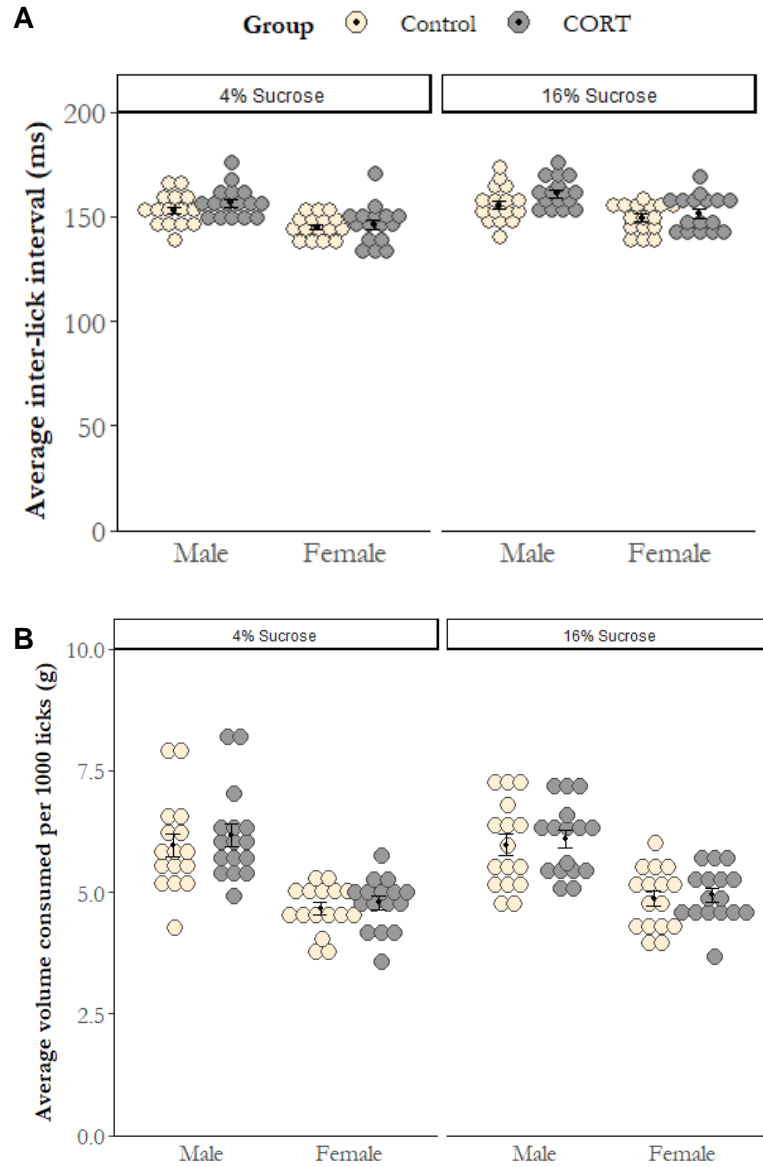 A
Group Control CORT
4% Sucrose 16% Sucrose
Average inter-lick interval (ms)
200
150
100
50
0
Male Female Male Female
B
4% Sucrose 16% Sucrose
Average volume consumed per 1000 licks (g)
10.0
7.5
5.0
2.5
0.0
Male Female Male Female